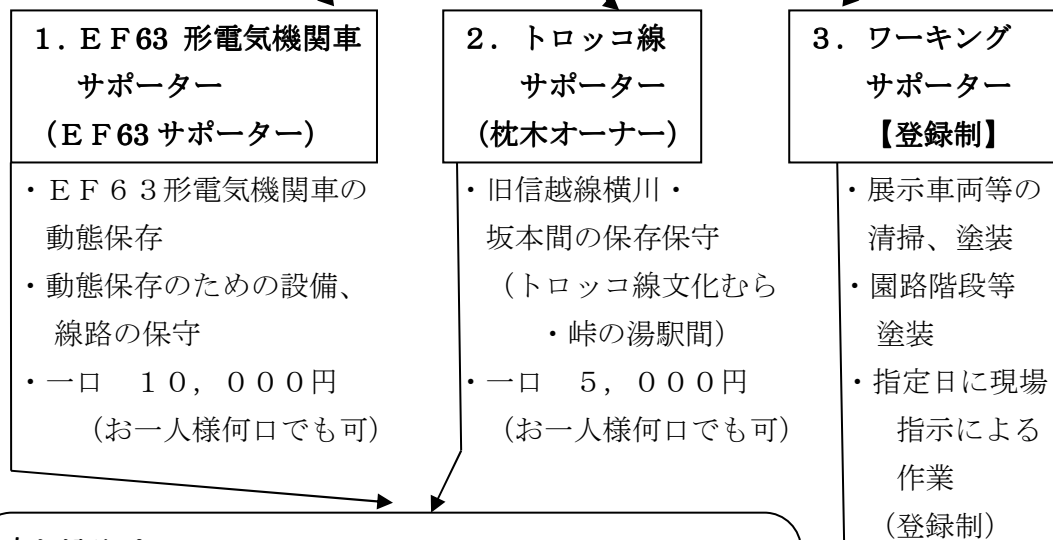 1．ＥＦ63 形電気機関車
サポーター
（ＥＦ63 サポーター）
・ＥＦ６３形電気機関車の
動態保存
・動態保存のための設備、
線路の保守
・一口　１０，０００円
（お一人様何口でも可）
２．トロッコ線
サポーター
（枕木オーナー）
・旧信越線横川・
坂本間の保存保守
（トロッコ線文化むら
・峠の湯駅間）
・一口　５，０００円
（お一人様何口でも可）
３．ワーキング
サポーター
【登録制】
・展示車両等の
清掃、塗装
・園路階段等
塗装
・指定日に現場
指示による
作業
（登録制）